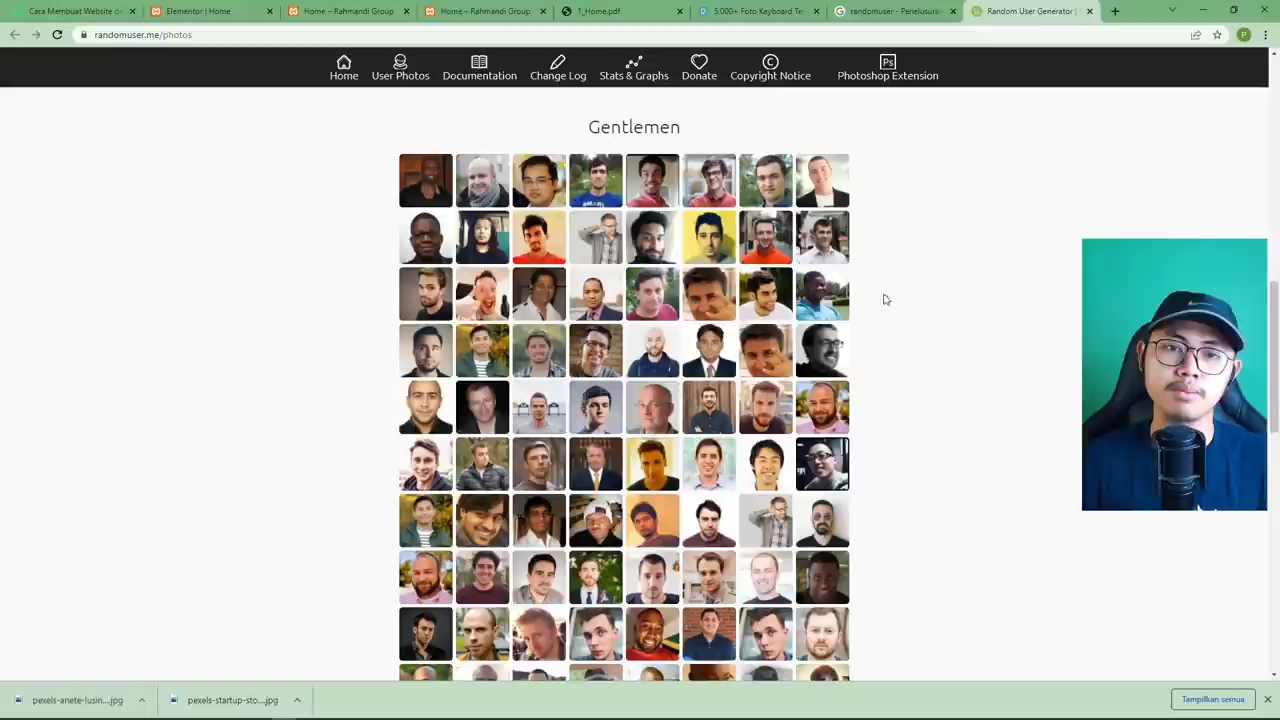 Cara Membuat Website d
Elementor | Home
Home – Rahmandi Group
Home – Rahmandi Group
1_Home.pdf
5.000+ Foto Keyboard Te
randomuser - Penelusura
Random User Generator |
randomuser.me/photos
P
Home
User Photos
Documentation
Change Log
Stats & Graphs
Donate
Copyright Notice
Photoshop Extension
Gentlemen
pexels-anete-lusin....jpg
pexels-startup-sto....jpg
Tampilkan semua